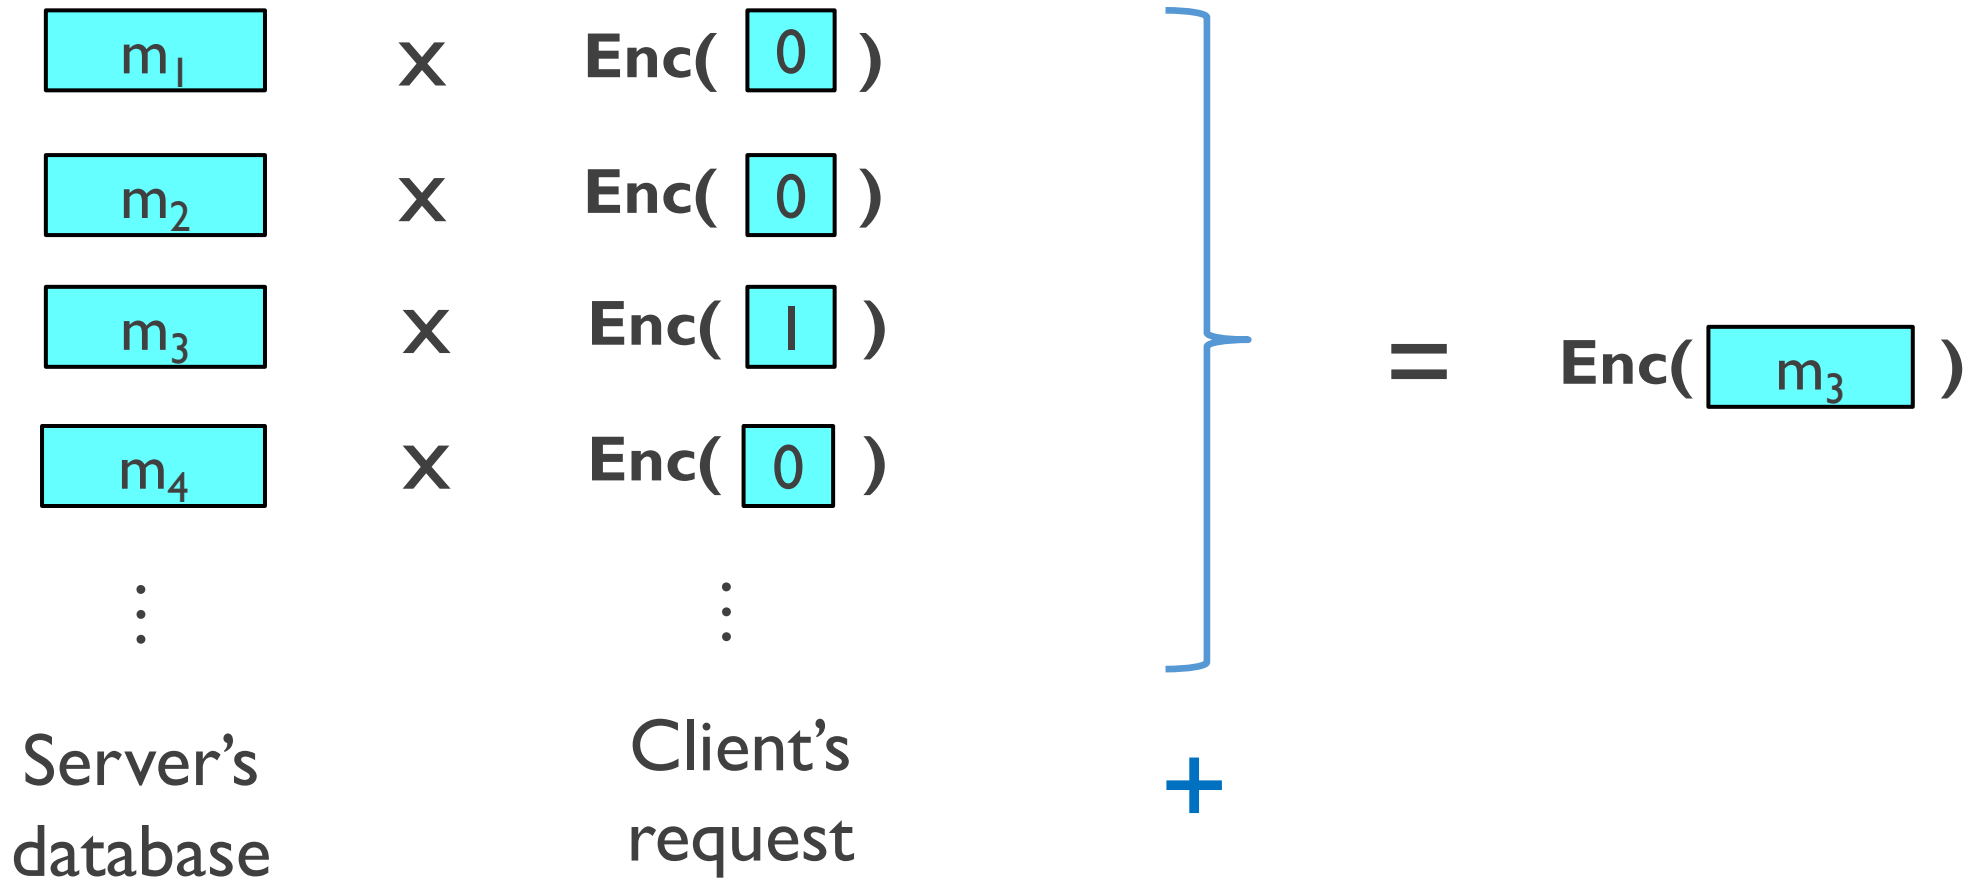 m₁ x Enc( 0 )
m₂ x Enc( 0 )
m₃ x Enc( 1 )
= Enc( m₃ )
m₄ x Enc( 0 )
⋮ ⋮
Server’s Client’s
+
database request